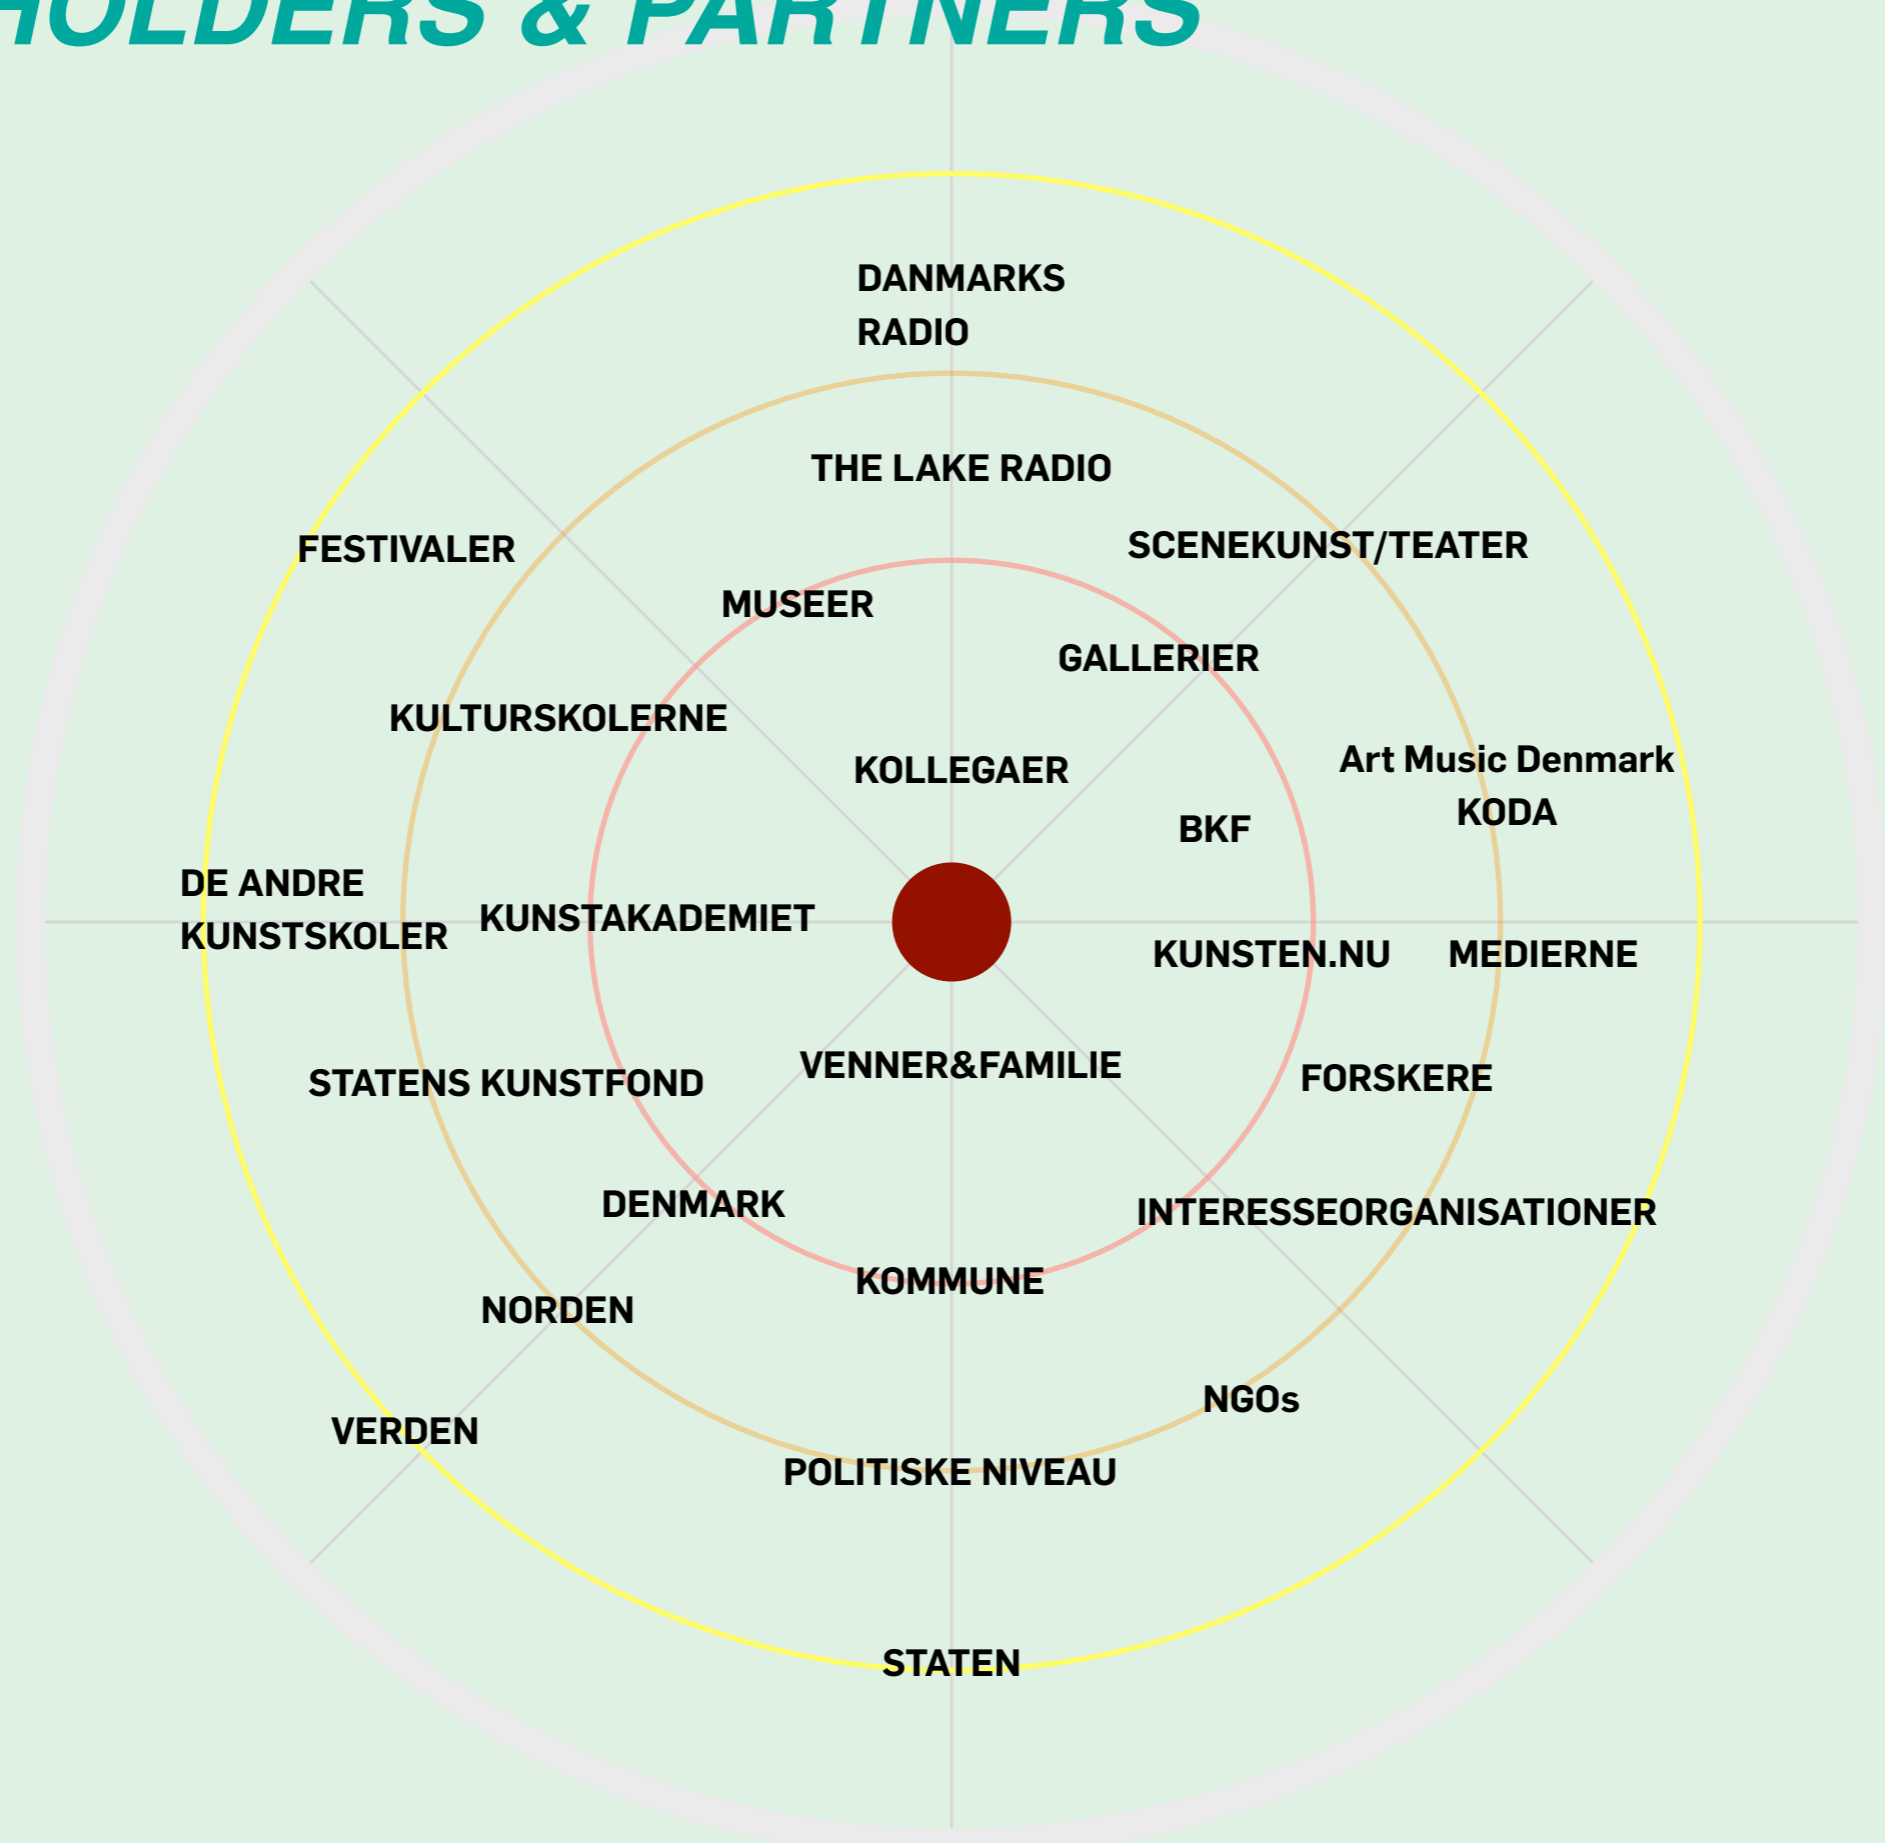 HOLDERS & PARTNERS
DANMARKS
RADIO
THE LAKE RADIO
SCENEKUNST/TEATER
FESTIVALER
MUSEER
GALLERIER
KULTURSKOLERNE
KOLLEGAER
Art Music Denmark
KODA
BKF
DE ANDRE
KUNSTSKOLER
KUNSTAKADEMIET
KUNSTEN.NU
MEDIERNE
VENNER&FAMILIE
FORSKERE
STATENS KUNSTFOND
DENMARK
INTERESSEORGANISATIONER
KOMMUNE
NORDEN
NGOs
VERDEN
POLITISKE NIVEAU
STATEN